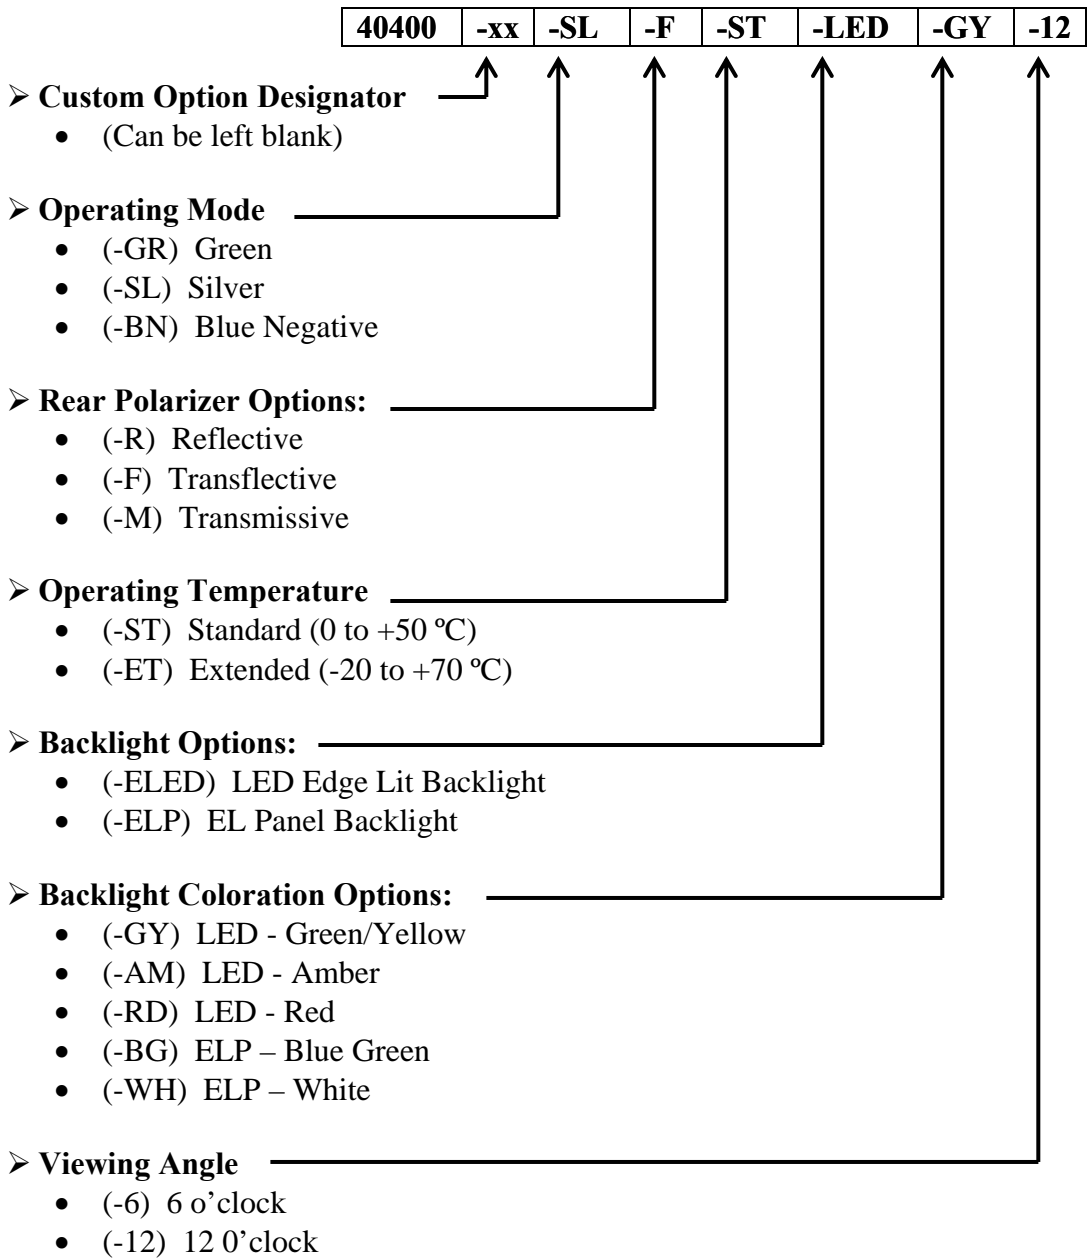 40400 -xx -SL -F -ST -LED -GY -12
➢ Custom Option Designator
• (Can be left blank)
➢ Operating Mode
• (-GR) Green
• (-SL) Silver
• (-BN) Blue Negative
➢ Rear Polarizer Options:
• (-R) Reflective
• (-F) Transflective
• (-M) Transmissive
➢ Operating Temperature
• (-ST) Standard (0 to +50 ºC)
• (-ET) Extended (-20 to +70 ºC)
➢ Backlight Options:
• (-ELED) LED Edge Lit Backlight
• (-ELP) EL Panel Backlight
➢ Backlight Coloration Options:
• (-GY) LED - Green/Yellow
• (-AM) LED - Amber
• (-RD) LED - Red
• (-BG) ELP – Blue Green
• (-WH) ELP – White
➢ Viewing Angle
• (-6) 6 o’clock
• (-12) 12 0’clock